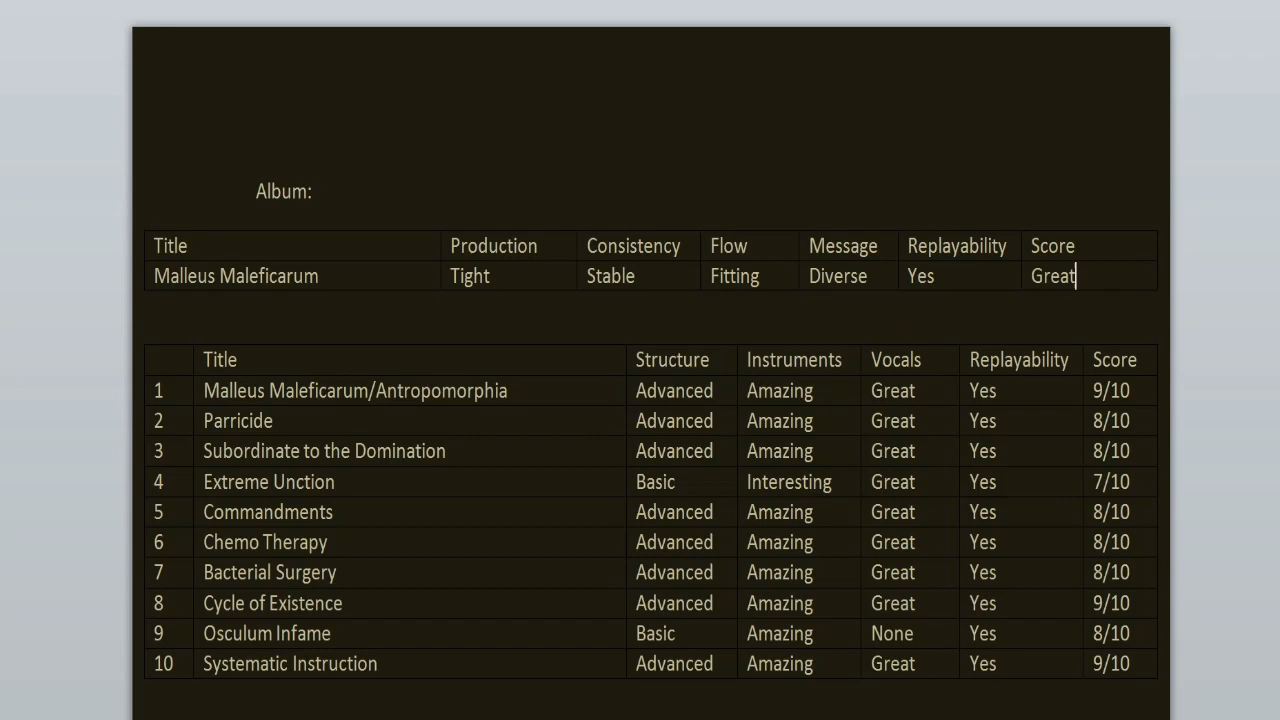 Album:
Title Production Consistency Flow Message Replayability Score
Malleus Maleficarum Tight Stable Fitting Diverse Yes Great
Title Structure Instruments Vocals Replayability Score
1 Malleus Maleficarum/Antropomorphia Advanced Amazing Great Yes 9/10
2 Parricide Advanced Amazing Great Yes 8/10
3 Subordinate to the Domination Advanced Amazing Great Yes 8/10
4 Extreme Unction Basic Interesting Great Yes 7/10
5 Commandments Advanced Amazing Great Yes 8/10
6 Chemo Therapy Advanced Amazing Great Yes 8/10
7 Bacterial Surgery Advanced Amazing Great Yes 8/10
8 Cycle of Existence Advanced Amazing Great Yes 9/10
9 Osculum Infame Basic Amazing None Yes 8/10
10 Systematic Instruction Advanced Amazing Great Yes 9/10